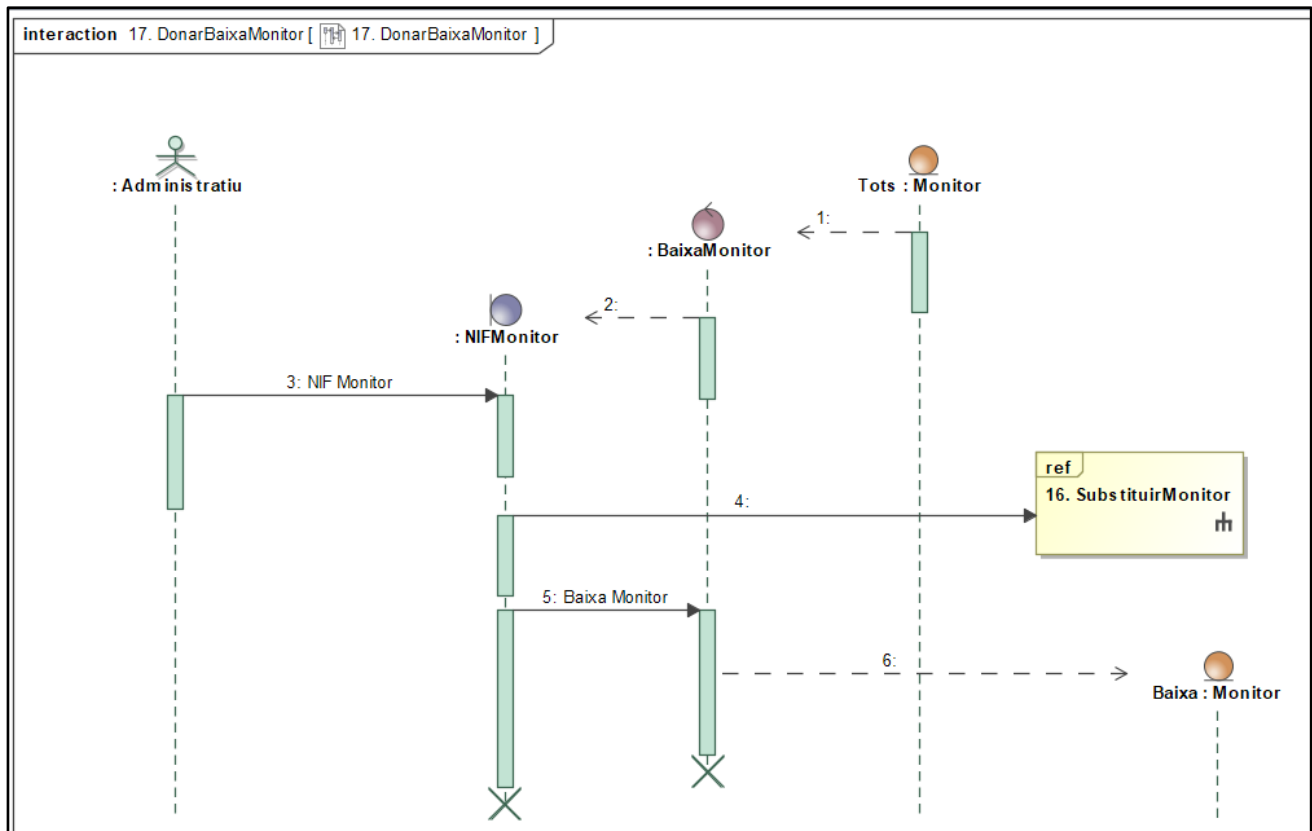 interaction 17. DonarBaixaMonitor [ 17. DonarBaixaMonitor ]
: Administratiu
Tots : Monitor
1:
: BaixaMonitor
2:
: NIFMonitor
3: NIF Monitor
ref
16. SubstituirMonitor
4:
5: Baixa Monitor
6:
Baixa : Monitor